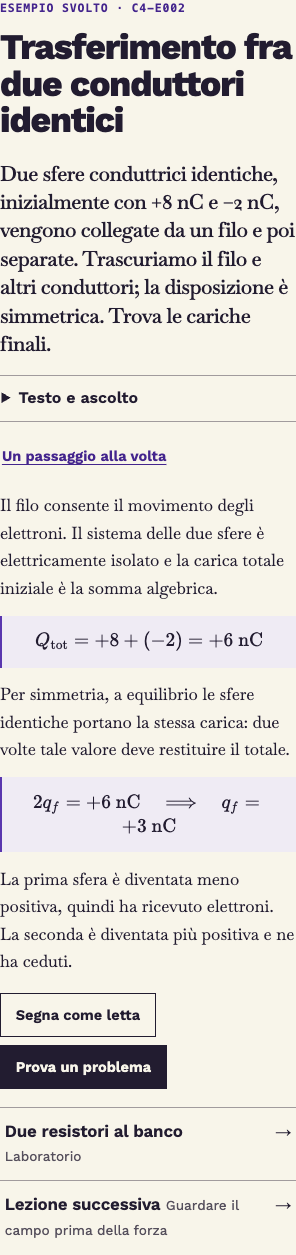 ESEMPIO SVOLTO · C4–E002
Trasferimento fra
due conduttori
identici
Due sfere conduttrici identiche,
inizialmente con +8 nC e −2 nC,
vengono collegate da un filo e poi
separate. Trascuriamo il filo e
altri conduttori; la disposizione è
simmetrica. Trova le cariche
finali.
▶ Testo e ascolto
Un passaggio alla volta
Il filo consente il movimento degli
elettroni. Il sistema delle due sfere è
elettricamente isolato e la carica totale
iniziale è la somma algebrica.
Qtot = +8 + (−2) = +6 nC
Per simmetria, a equilibrio le sfere
identiche portano la stessa carica: due
volte tale valore deve restituire il totale.
2qf = +6 nC ⟹ qf =
+3 nC
La prima sfera è diventata meno
positiva, quindi ha ricevuto elettroni.
La seconda è diventata più positiva e ne
ha ceduti.
Segna come letta
Prova un problema
Due resistori al banco →
Laboratorio
Lezione successiva Guardare il →
campo prima della forza